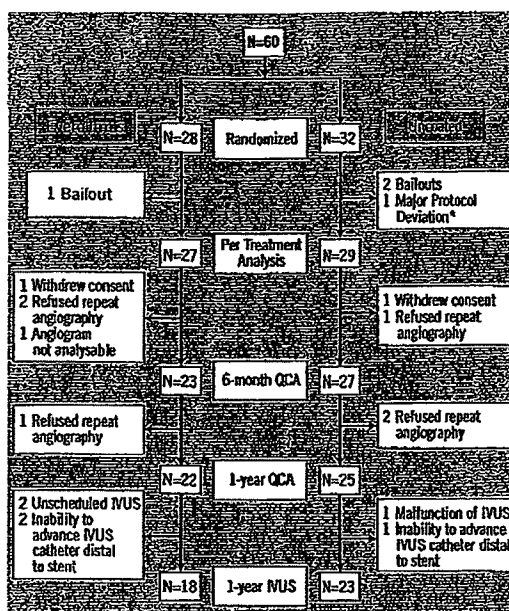 N=60
N=28
Randomized
N=32
Uncoated
1 Bailout
2 Bailouts
1 Major Protocol
Deviation*
N=27
Per Treatment
Analysis
N=29
1 Withdrew consent
2 Refused repeat
angiography
1 Angiogram
not analysable
1 Withdrew consent
1 Refused repeat
angiography
N=23
6-month QCA
N=27
1 Refused repeat
angiography
2 Refused repeat
angiography
N=22
1-year QCA
N=25
2 Unscheduled IVUS
2 Inability to
advance IVUS
catheter distal
to stent
1 Malfunction of IVUS
1 Inability to advance
IVUS catheter distal
to stent
N=18
1-year IVUS
N=23